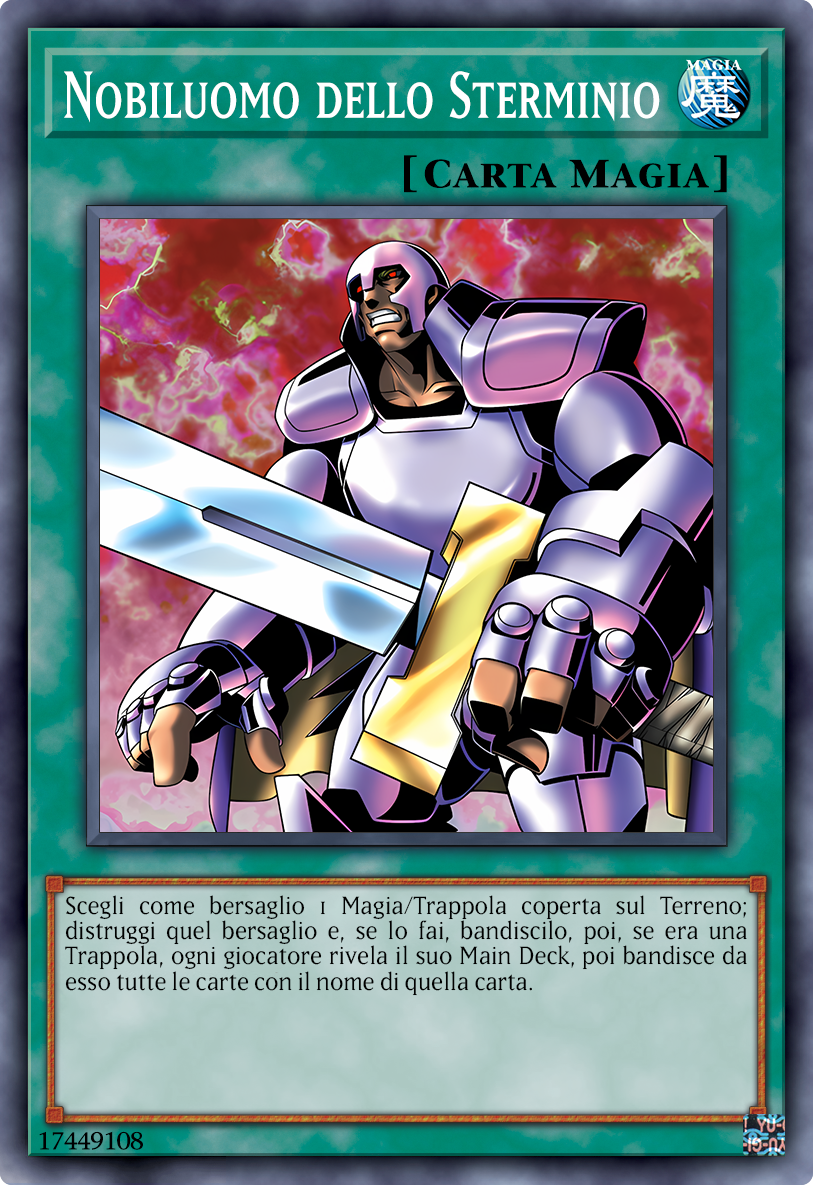 Nobiluomo dello Sterminio
MAGIA
魔
[Carta Magia]
Scegli come bersaglio 1 Magia/Trappola coperta sul Terreno;
distruggi quel bersaglio e, se lo fai, bandiscilo, poi, se era una
Trappola, ogni giocatore rivela il suo Main Deck, poi bandisce da
esso tutte le carte con il nome di quella carta.
17449108